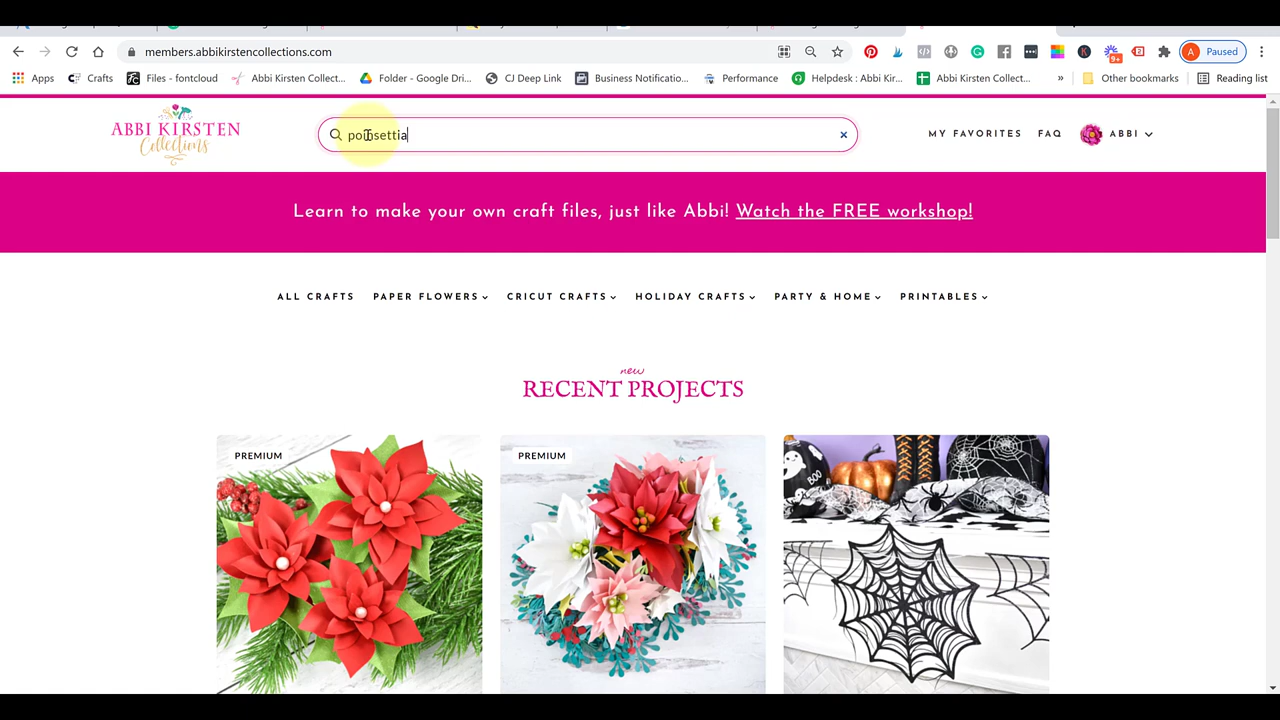 members.abbikirstencollections.com
Paused
Apps
Crafts
Files - fontcloud
Abbi Kirsten Collect...
Folder - Google Dri...
CJ Deep Link
Business Notificatio...
Performance
Helpdesk : Abbi Kir...
Abbi Kirsten Collect...
»
Other bookmarks
Reading list
ABBI KIRSTEN
Collections
poinsettia
MY FAVORITES
FAQ
ABBI
Learn to make your own craft files, just like Abbi! Watch the FREE workshop!
ALL CRAFTS
PAPER FLOWERS
CRICUT CRAFTS
HOLIDAY CRAFTS
PARTY & HOME
PRINTABLES
new
RECENT PROJECTS
PREMIUM
PREMIUM